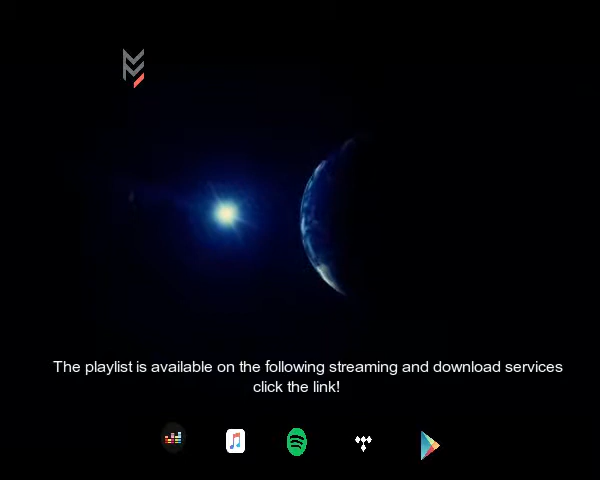 The playlist is available on the following streaming and download services
click the link!